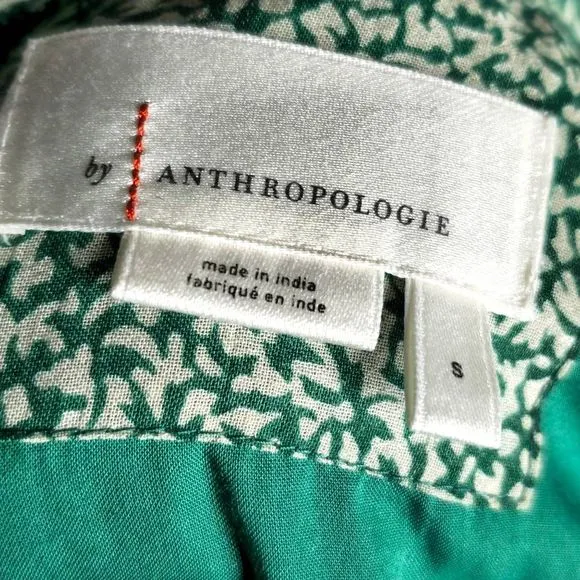 by ANTHROPOLOGIE
made in india
fabriqué en inde
S